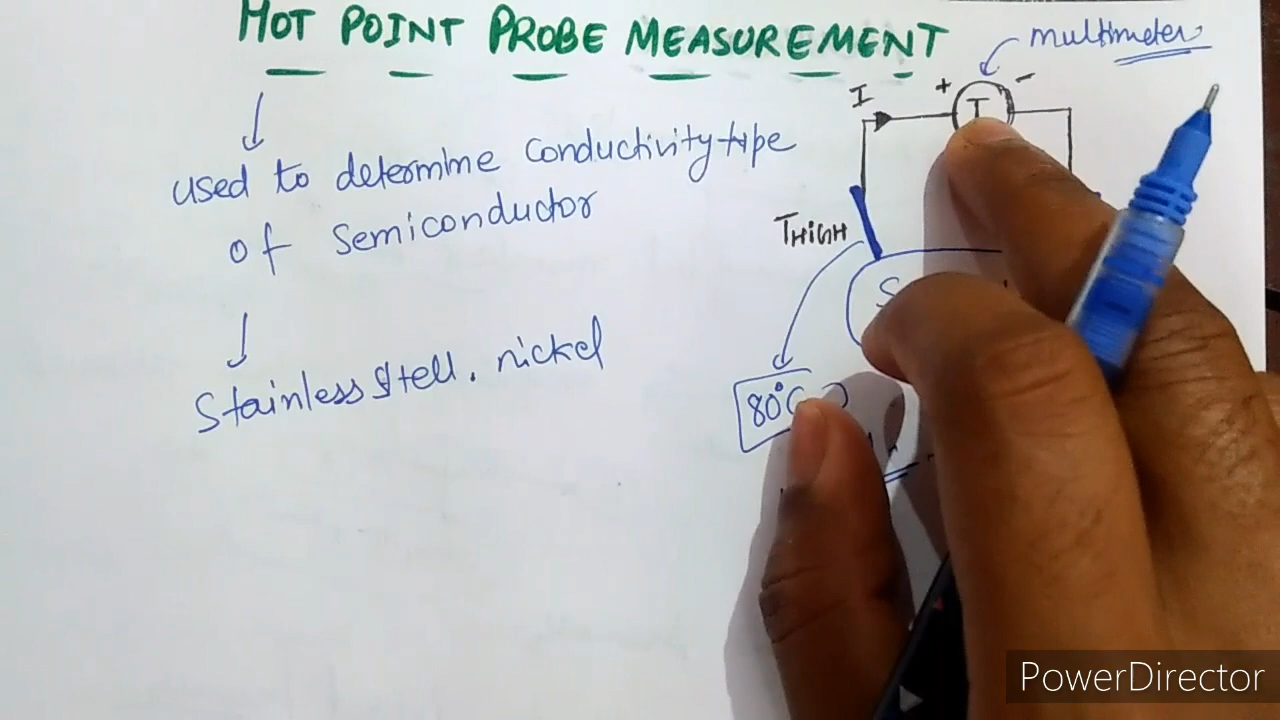 HOT POINT PROBE MEASUREMENT
multimeter
I
+
-
I
used to determine conductivity type
of semiconductor
THIGH
S
Stainless Stell. nickel
80°C
PowerDirector